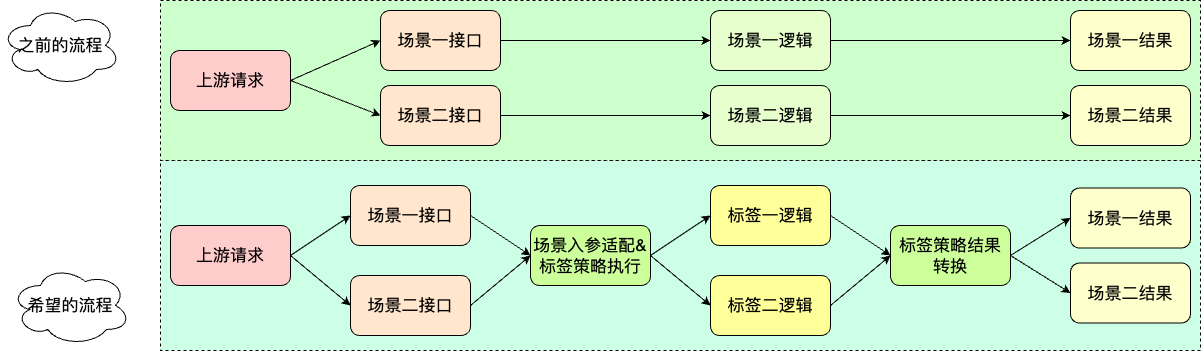 之前的流程
上游请求
场景一接口
场景一逻辑
场景一结果
场景二接口
场景二逻辑
场景二结果
希望的流程
上游请求
场景一接口
场景二接口
场景入参适配&
标签策略执行
标签一逻辑
标签二逻辑
标签策略结果
转换
场景一结果
场景二结果